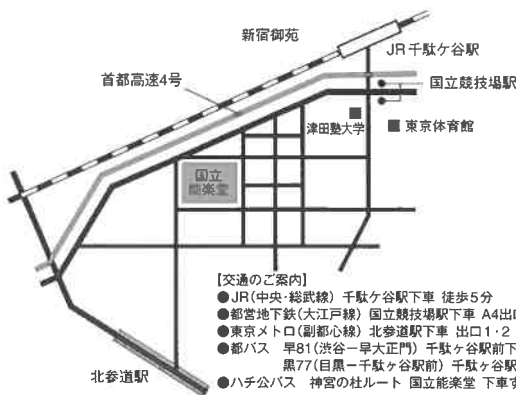 新宿御苑
JR千駄ケ谷駅
首都高速4号
国立競技場駅
津田塾大学
東京体育館
国立
能楽堂
【交通のご案内】
●JR(中央・総武線) 千駄ケ谷駅下車 徒歩5分
●都営地下鉄(大江戸線) 国立競技場駅下車 A4出口
●東京メトロ(副都心線) 北参道駅下車 出口1・2
●都バス 早81(渋谷ー早大正門) 千駄ケ谷駅前下
黒77(目黒ー千駄ケ谷駅前) 千駄ケ谷駅
●ハチ公バス 神宮の杜ルート 国立能楽堂 下車す
北参道駅